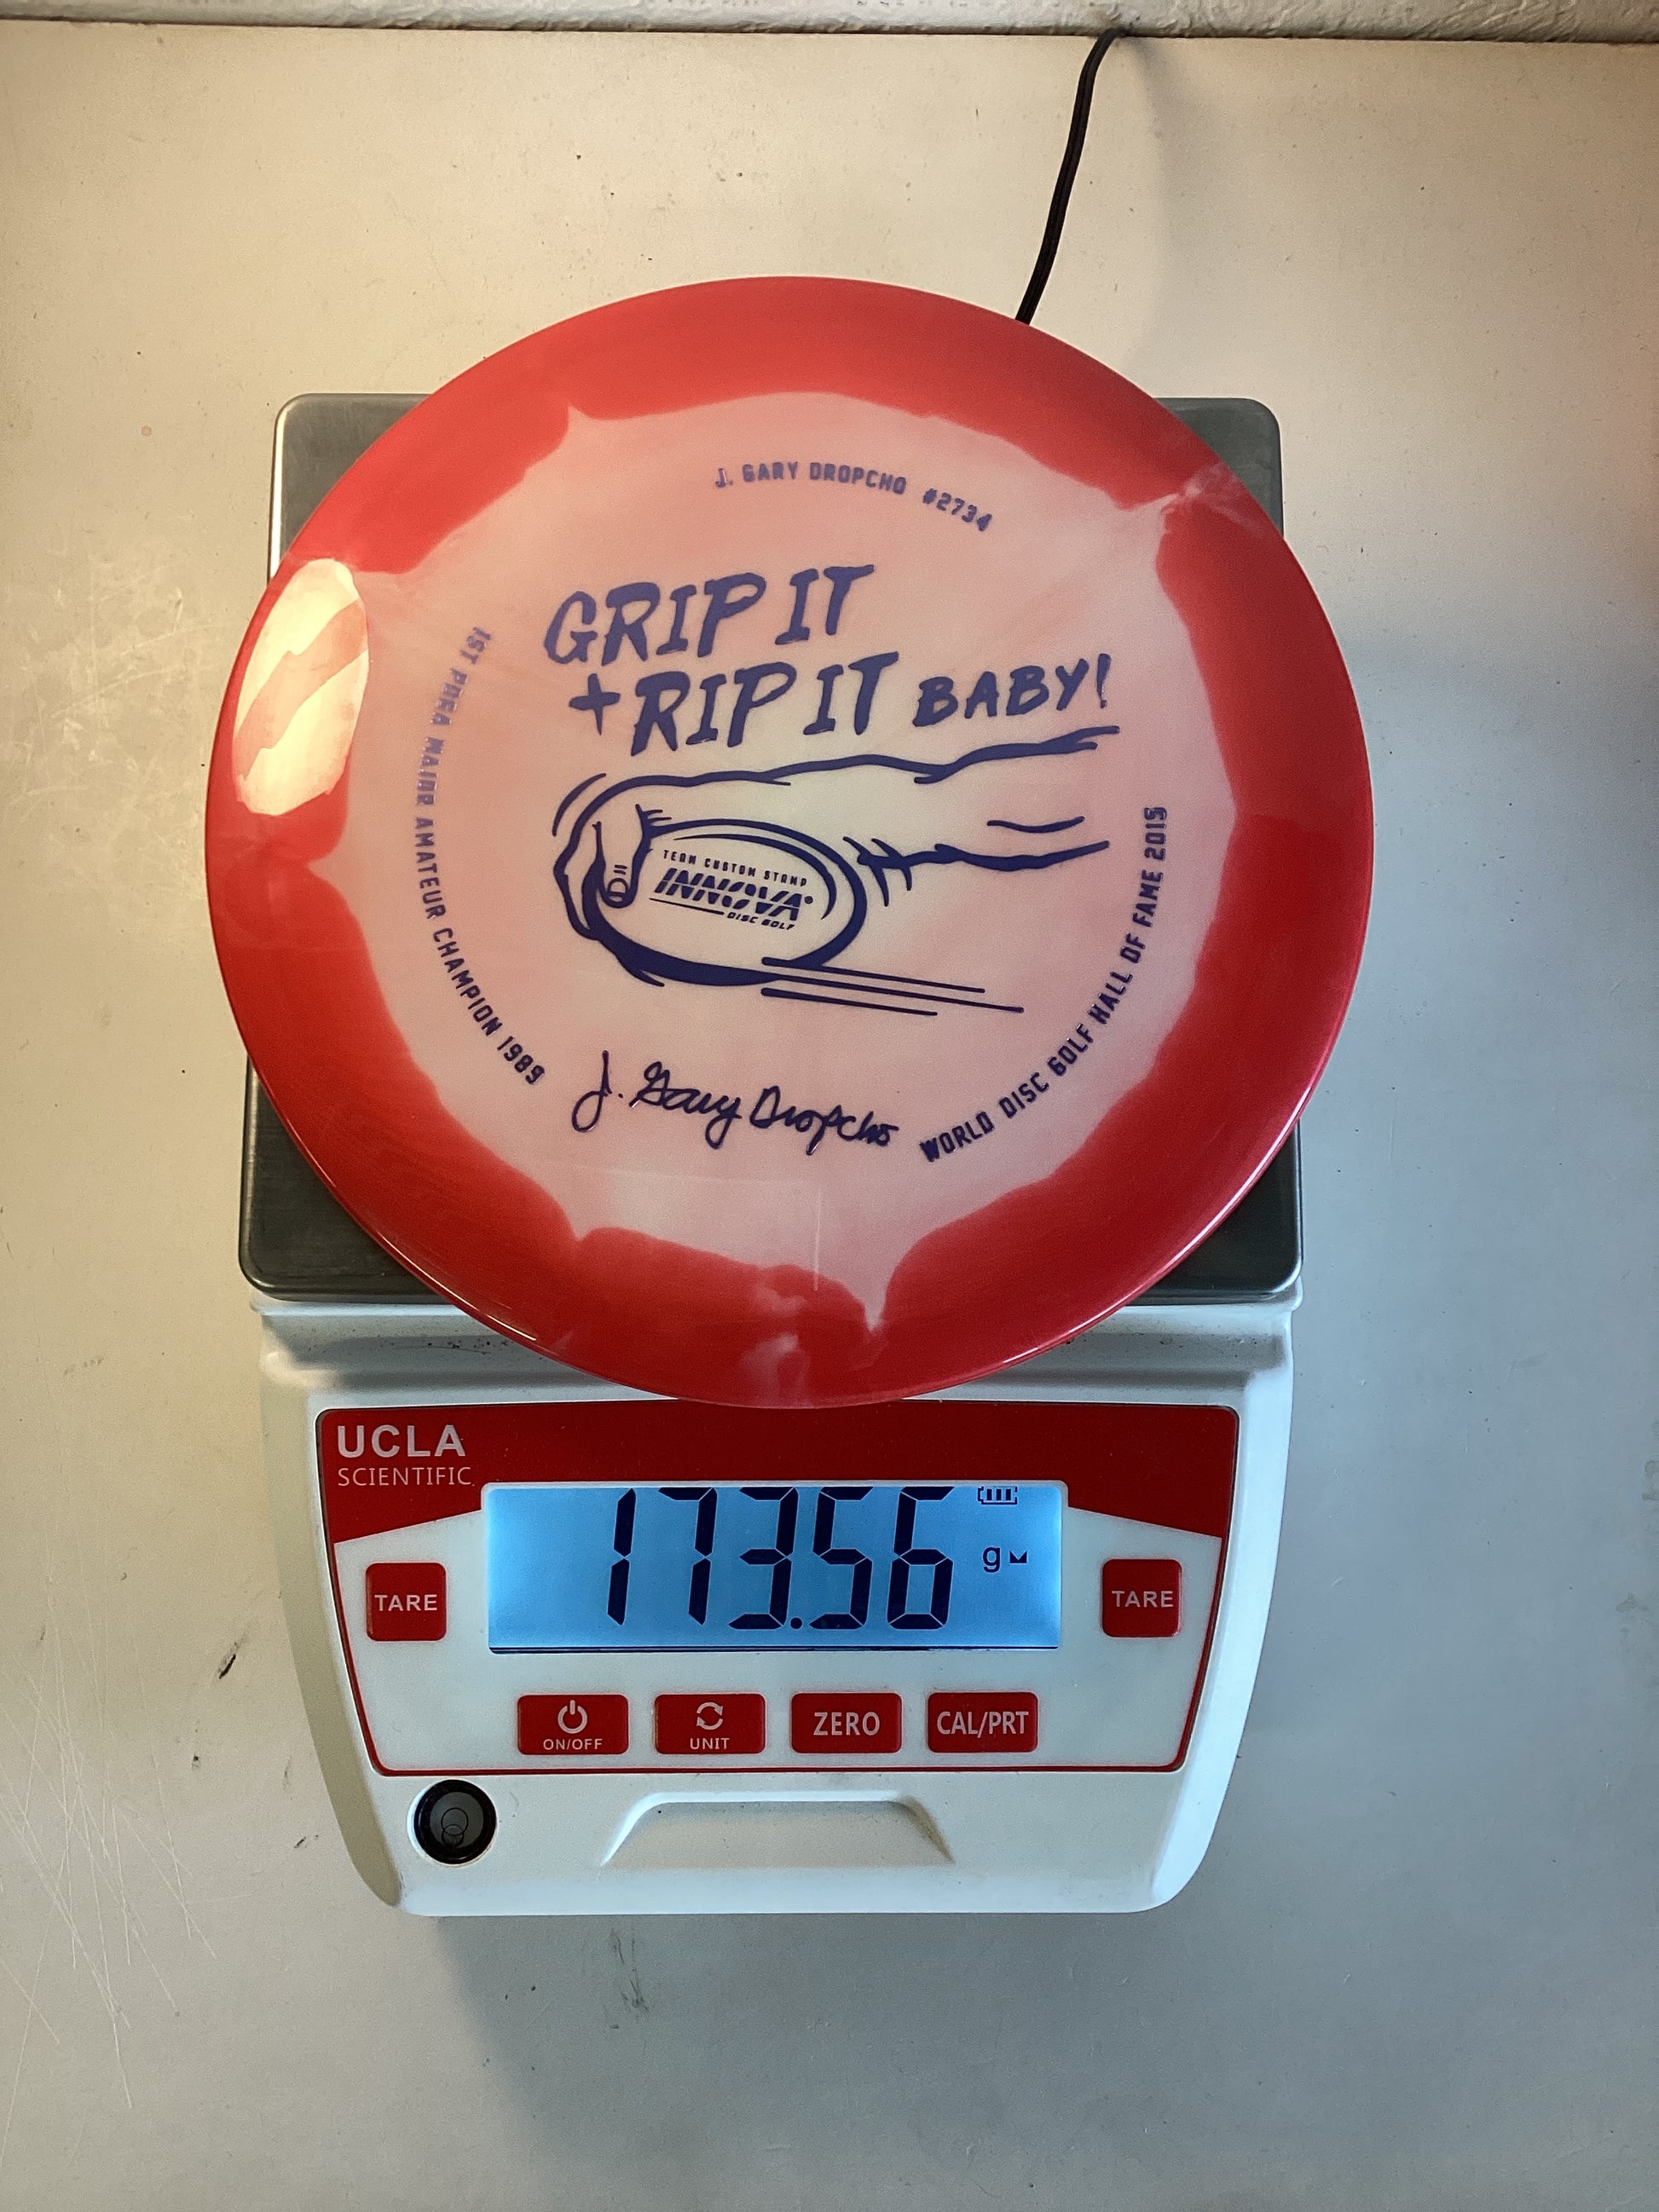 J. GARY DROPCHO #2734
GRIP IT
+ RIP IT BABY!
TEAM CUSTOM STAMP
INNOVA®
DISC GOLF
1ST PDGA MAJOR AMATEUR CHAMPION 1989
J. Gary Dropcho
WORLD DISC GOLF HALL OF FAME 2015
UCLA
SCIENTIFIC
173.56 g
TARE
TARE
ON/OFF
UNIT
ZERO
CAL/PRT